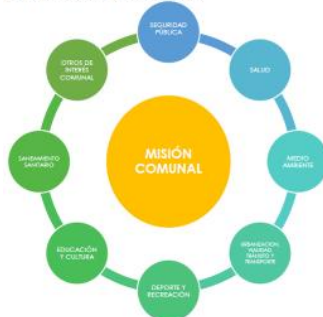 SEGURIDAD
PÚBLICA
SALUD
MEDIO
AMBIENTE
URBANIZACIÓN,
VIALIDAD,
TRÁNSITO Y
TRANSPORTE
DEPORTE Y
RECREACIÓN
EDUCACIÓN
Y CULTURA
SANEAMIENTO
SANITARIO
OTROS DE
INTERÉS
COMUNAL
MISIÓN
COMUNAL